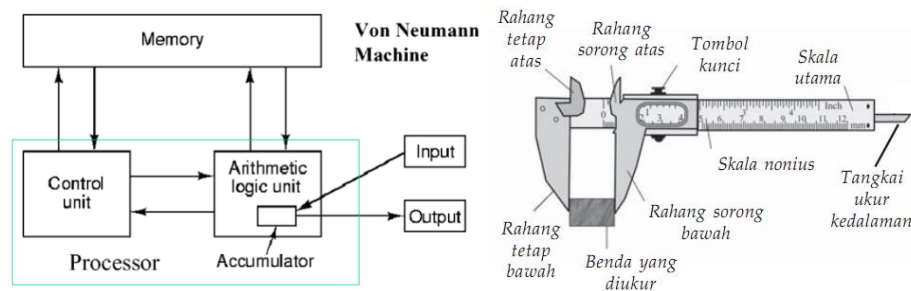 Memory
Von Neumann
Machine
Control
unit
Arithmetic
logic unit
Input
Output
Accumulator
Processor
Rahang
tetap
atas
Rahang
sorong atas
Tombol
kunci
Skala
utama
Inch
mm
Skala nonius
Tangkai
ukur
kedalaman
Rahang sorong
bawah
Rahang
tetap
bawah
Benda yang
diukur